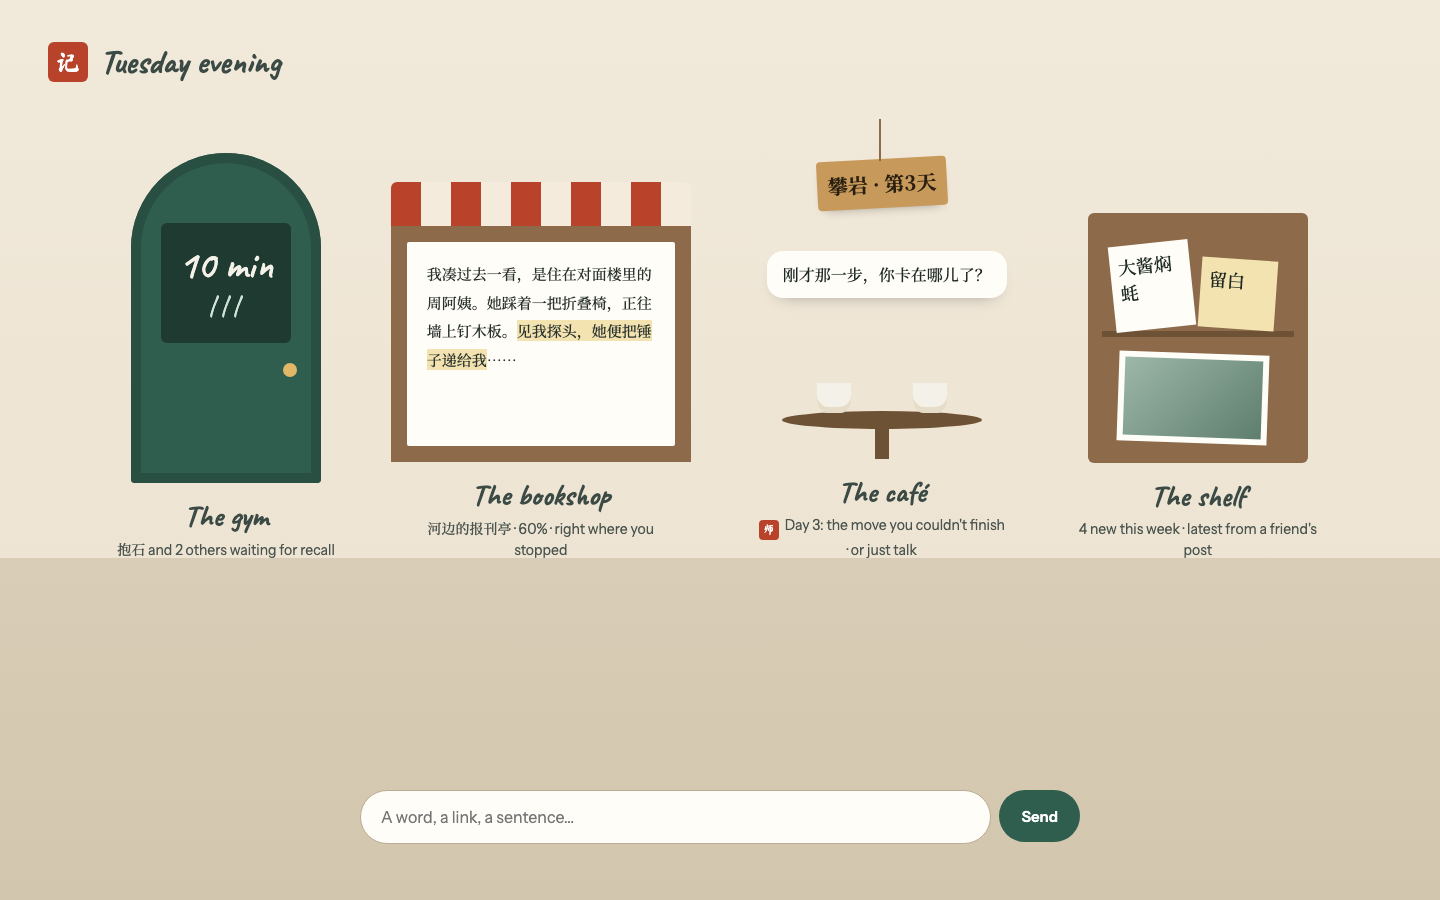 记
Tuesday evening
10 min
攀岩 · 第3天
我凑过去一看，是住在对面楼里的
周阿姨。她踩着一把折叠椅，正往
墙上钉木板。见我探头，她便把锤
子递给我……
刚才那一步，你卡在哪儿了？
大酱焖
蚝
留白
The gym
抱石 and 2 others waiting for recall
The bookshop
河边的报刊亭 · 60% · right where you
stopped
The café
师 Day 3: the move you couldn't finish
· or just talk
The shelf
4 new this week · latest from a friend's
post
A word, a link, a sentence...
Send